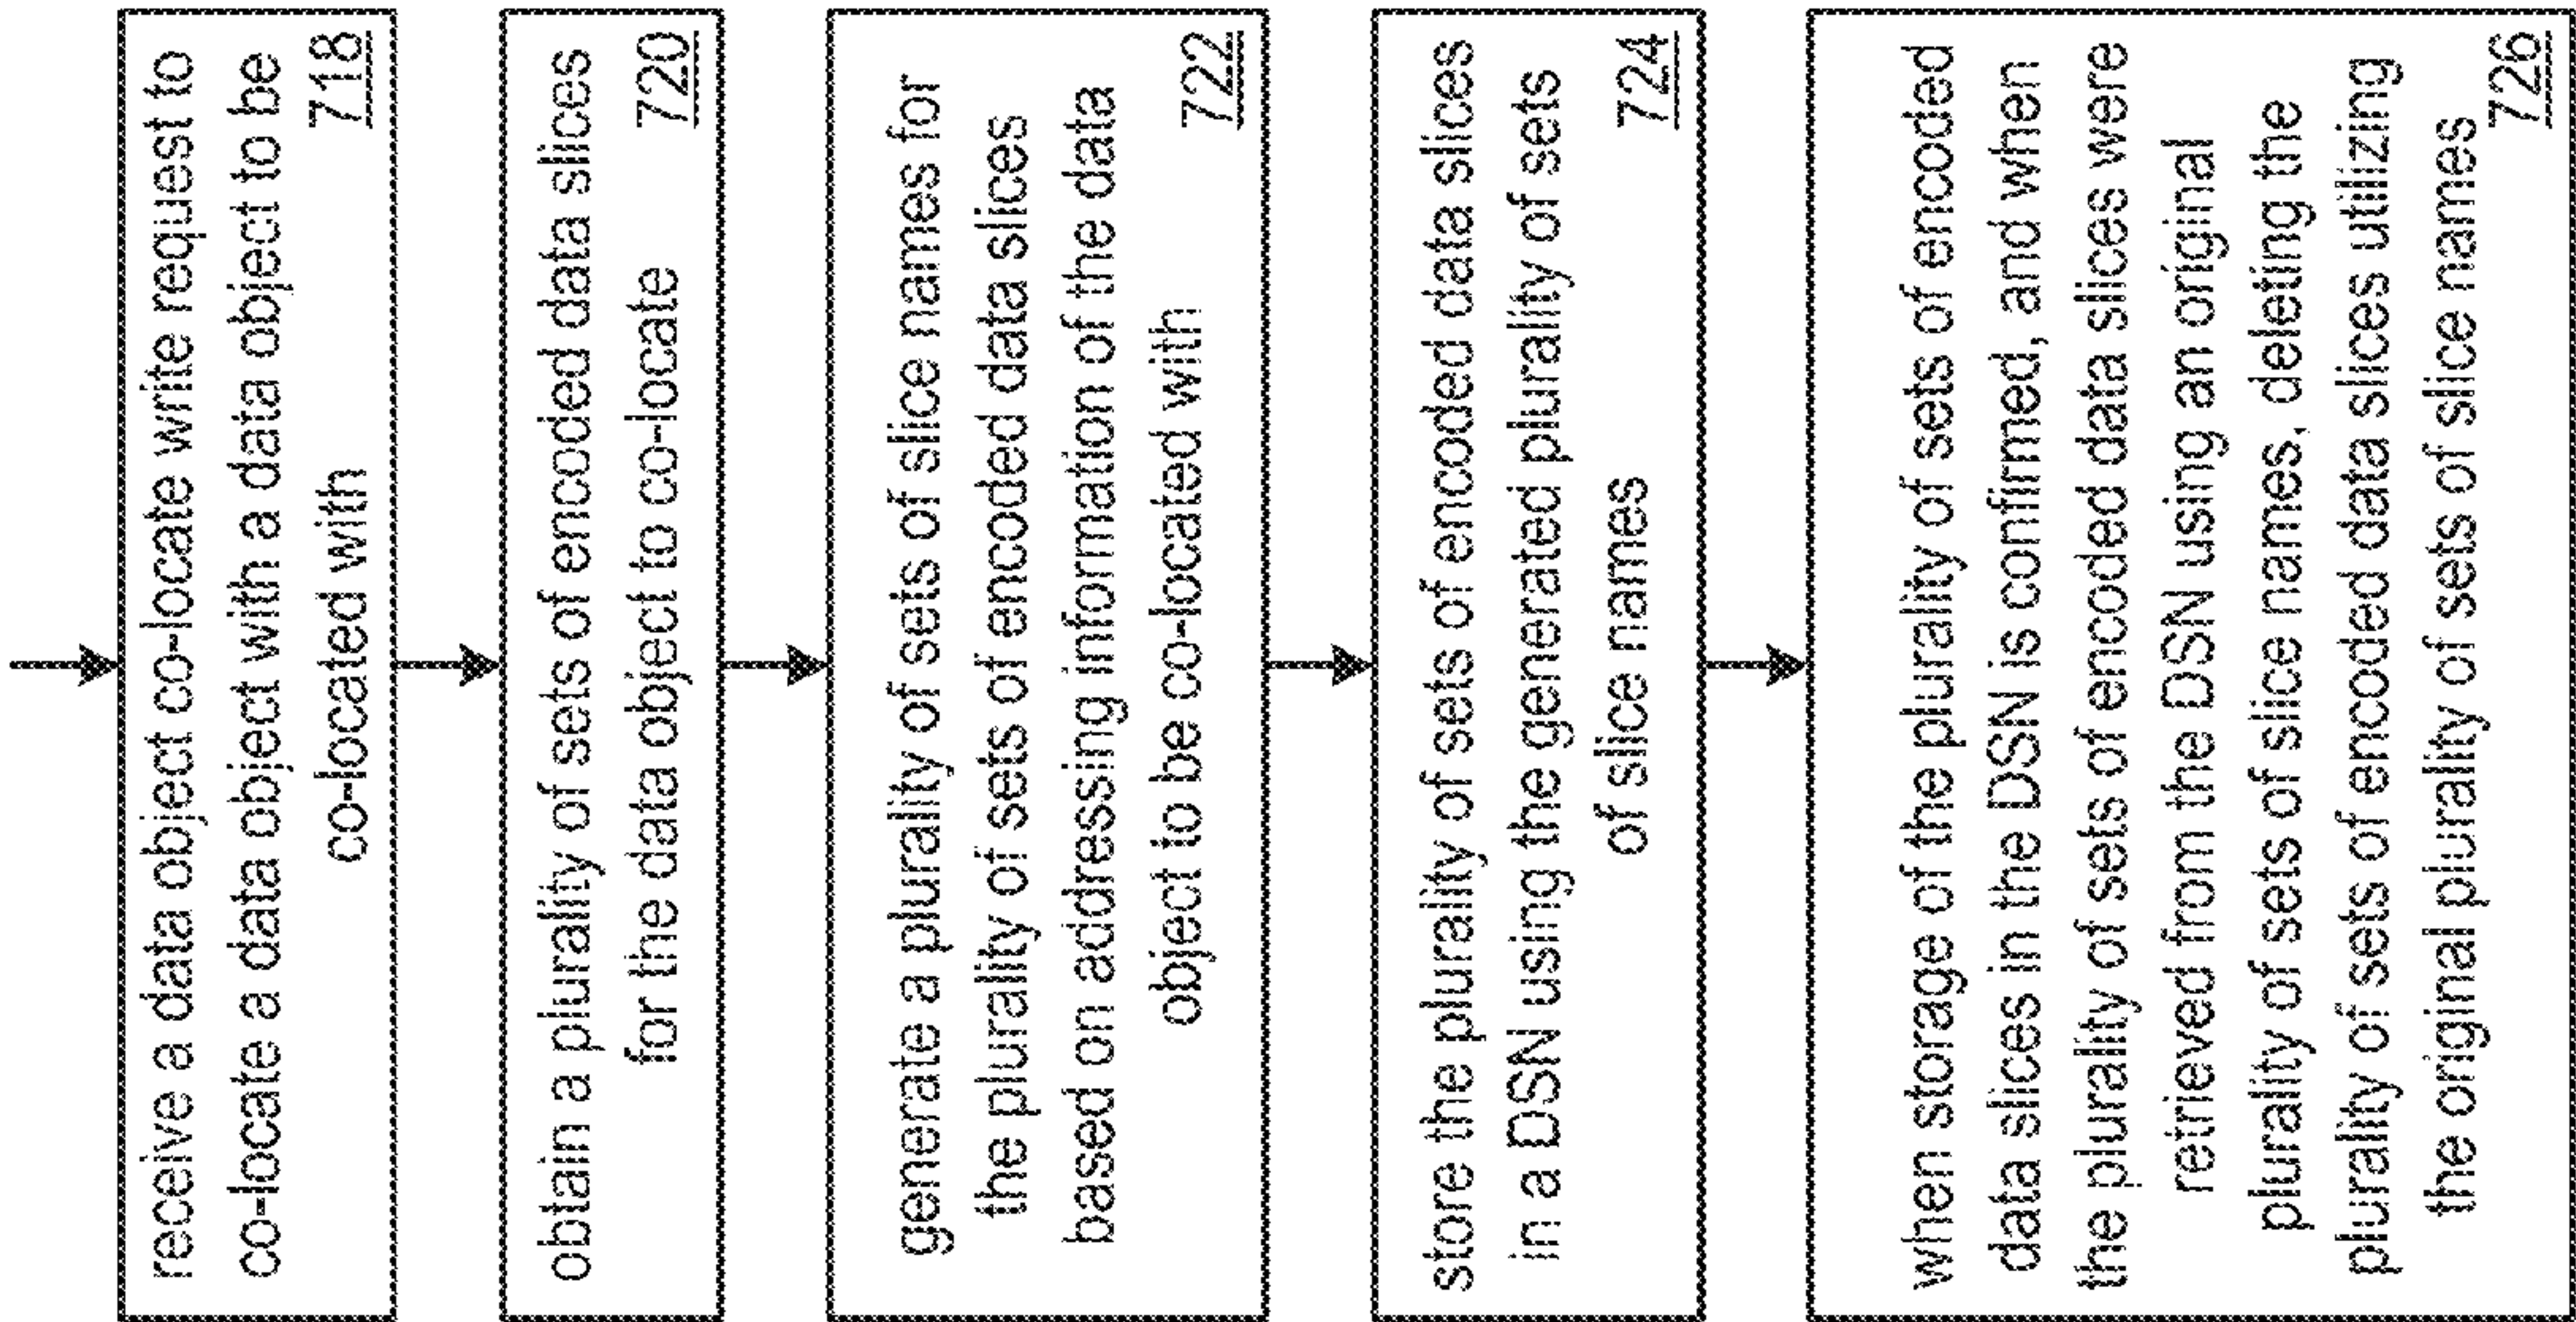 receive a data object co-locate write request to
co-locate a data object with a data object to be
co-located with
718
obtain a plurality of sets of encoded data slices
for the data object to co-locate
720
generate a plurality of sets of slice names for
the plurality of sets of encoded data slices
based on addressing information of the data
object to be co-located with
722
store the plurality of sets of encoded data slices
in a DSN using the generated plurality of sets
of slice names
724
when storage of the plurality of sets of encoded
data slices in the DSN is confirmed, and when
the plurality of sets of encoded data slices were
retrieved from the DSN using an original
plurality of sets of slice names, deleting the
plurality of sets of encoded data slices utilizing
the original plurality of sets of slice names
726